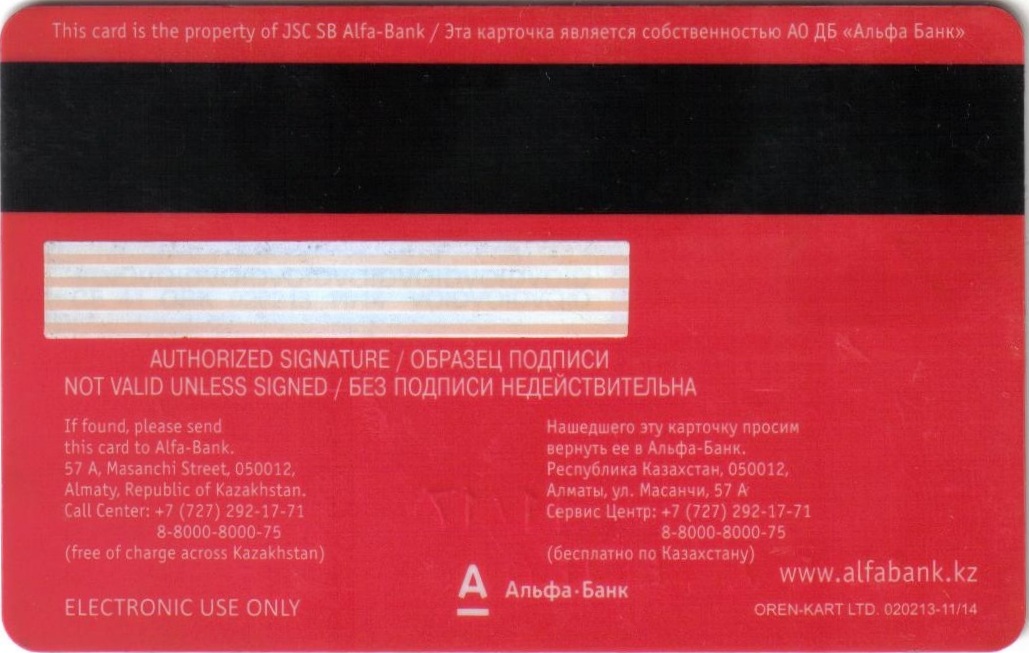 This card is the property of JSC SB Alfa-Bank / Эта карточка является собственностью АО ДБ «Альфа Банк»
AUTHORIZED SIGNATURE / ОБРАЗЕЦ ПОДПИСИ
NOT VALID UNLESS SIGNED / БЕЗ ПОДПИСИ НЕДЕЙСТВИТЕЛЬНА
If found, please send
this card to Alfa-Bank.
57 A, Masanchi Street, 050012,
Almaty, Republic of Kazakhstan.
Call Center: +7 (727) 292-17-71
8-8000-8000-75
(free of charge across Kazakhstan)
Нашедшего эту карточку просим
вернуть ее в Альфа-Банк.
Республика Казахстан, 050012,
Алматы, ул. Масанчи, 57 А
Сервис Центр: +7 (727) 292-17-71
8-8000-8000-75
(бесплатно по Казахстану)
www.alfabank.kz
ELECTRONIC USE ONLY
А Альфа·Банк
OREN-KART LTD. 020213-11/14